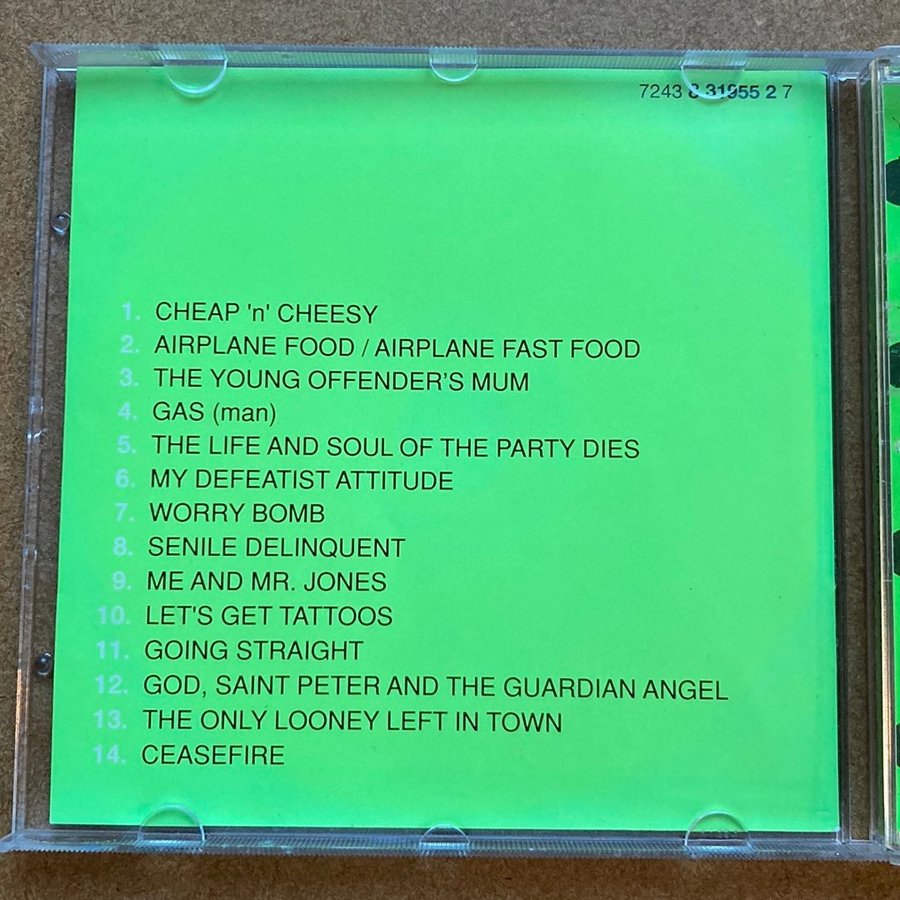 7243 8 31955 2 7
1. CHEAP 'n' CHEESY
2. AIRPLANE FOOD / AIRPLANE FAST FOOD
3. THE YOUNG OFFENDER'S MUM
4. GAS (man)
5. THE LIFE AND SOUL OF THE PARTY DIES
6. MY DEFEATIST ATTITUDE
7. WORRY BOMB
8. SENILE DELINQUENT
9. ME AND MR. JONES
10. LET'S GET TATTOOS
11. GOING STRAIGHT
12. GOD, SAINT PETER AND THE GUARDIAN ANGEL
13. THE ONLY LOONEY LEFT IN TOWN
14. CEASEFIRE